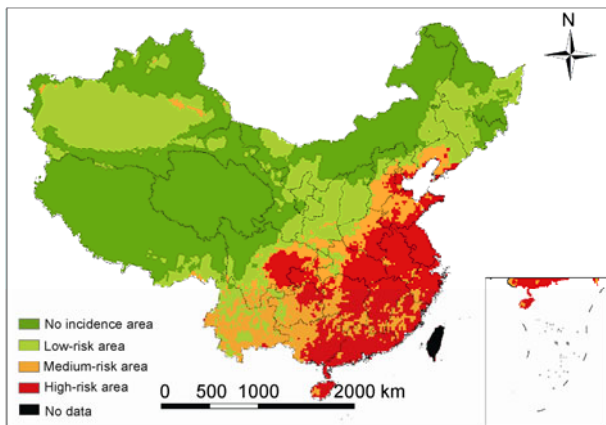 N
No incidence area
Low-risk area
Medium-risk area
High-risk area
No data
0 500 1000 2000 km